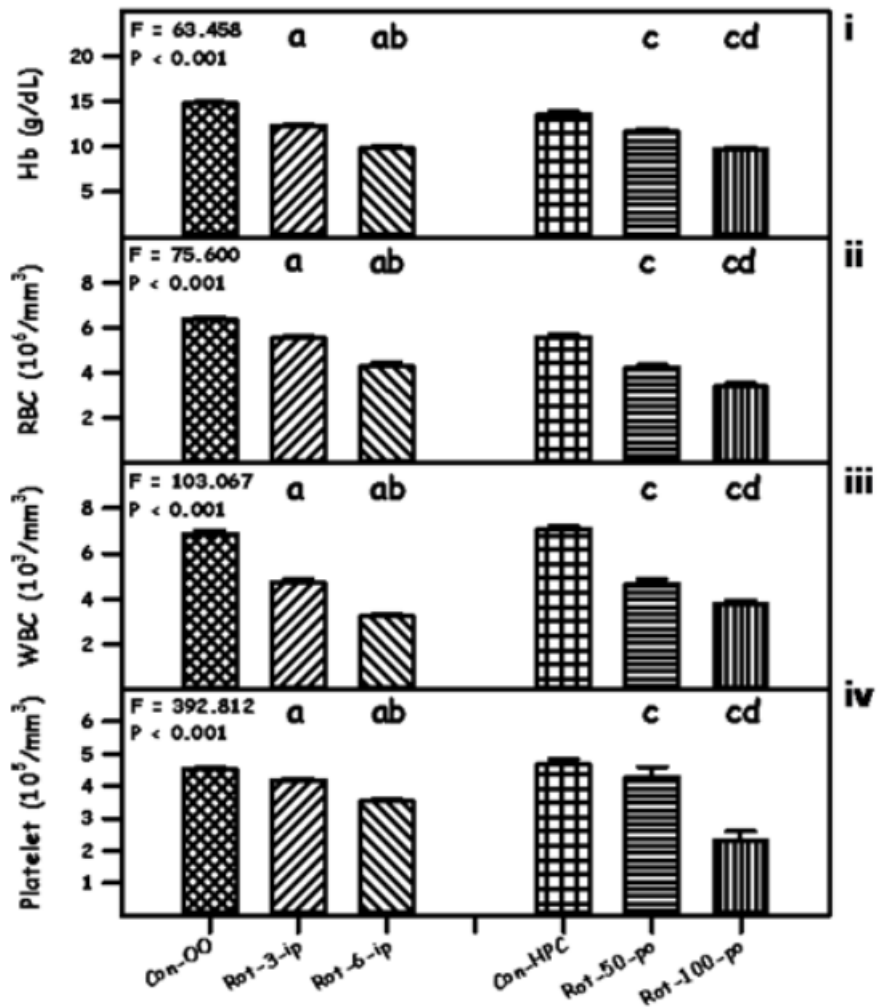 i
F = 63.458
P < 0.001
a ab c cd
Hb (g/dL)
20
15
10
5
ii
F = 75.600
P < 0.001
a ab c cd
RBC (10⁶/mm³)
8
6
4
2
iii
F = 103.067
P < 0.001
a ab c cd
WBC (10³/mm³)
8
6
4
2
iv
F = 392.812
P < 0.001
a ab c cd
Platelet (10⁵/mm³)
6
5
4
3
2
1
Con-OO Rot-3-ip Rot-6-ip Con-HPC Rot-50-po Rot-100-po